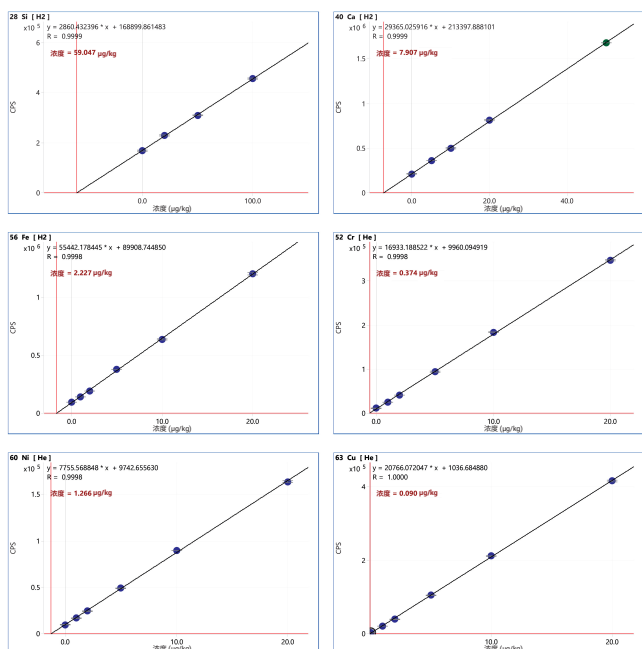 28 Si [ H2 ]
y = 2860.432396 * x + 168899.861483
x10 5
R = 0.9999
浓度 = 59.047 µg/kg
6
4
2
0
CPS
0.0
100.0
浓度 (µg/kg)
40 Ca [ H2 ]
y = 29365.025916 * x + 213397.888101
x10 6
R = 0.9999
浓度 = 7.907 µg/kg
1.5
1
0.5
0
CPS
0.0
20.0
40.0
浓度 (µg/kg)
56 Fe [ H2 ]
y = 55442.178445 * x + 89908.744850
x10 6
R = 0.9998
浓度 = 2.227 µg/kg
1
0.5
0
CPS
0.0
10.0
20.0
浓度 (µg/kg)
52 Cr [ He ]
y = 16933.188522 * x + 9960.094919
x10 5
R = 0.9998
浓度 = 0.374 µg/kg
3
2
1
0
CPS
0.0
10.0
20.0
浓度 (µg/kg)
60 Ni [ He ]
y = 7755.568848 * x + 9742.655630
x10 5
R = 0.9998
浓度 = 1.266 µg/kg
1.5
1
0.5
0
CPS
0.0
10.0
20.0
浓度 (µg/kg)
63 Cu [ He ]
y = 20766.072047 * x + 1036.684880
x10 5
R = 1.0000
浓度 = 0.090 µg/kg
4
2
0
CPS
10.0
20.0
浓度 (µg/kg)